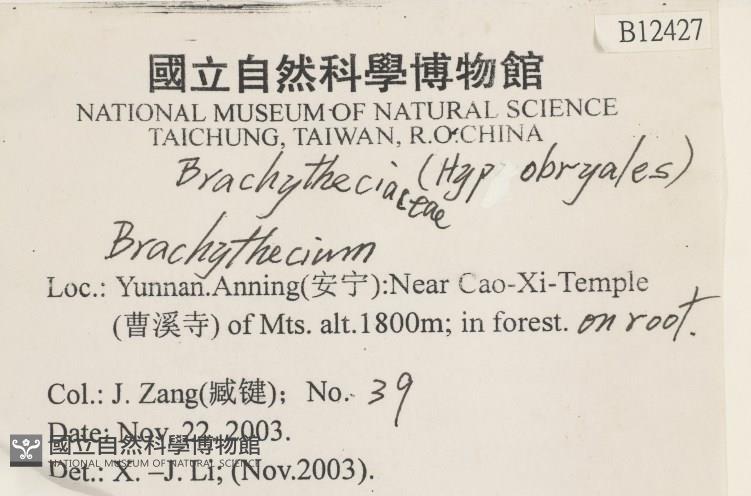 B12427
國立自然科學博物館
NATIONAL MUSEUM OF NATURAL SCIENCE
TAICHUNG, TAIWAN, R.O.CHINA
Brachytheciaceae (Hypobryales)
Brachythecium
Loc.: Yunnan.Anning(安宁):Near Cao-Xi-Temple
(曹溪寺) of Mts. alt.1800m; in forest. on root.
Col.: J. Zang(臧键); No. 39
Date: Nov. 22, 2003.
國立自然科學博物館
NATIONAL MUSEUM OF NATURAL SCIENCE
Det.: X. –J. Li, (Nov.2003).